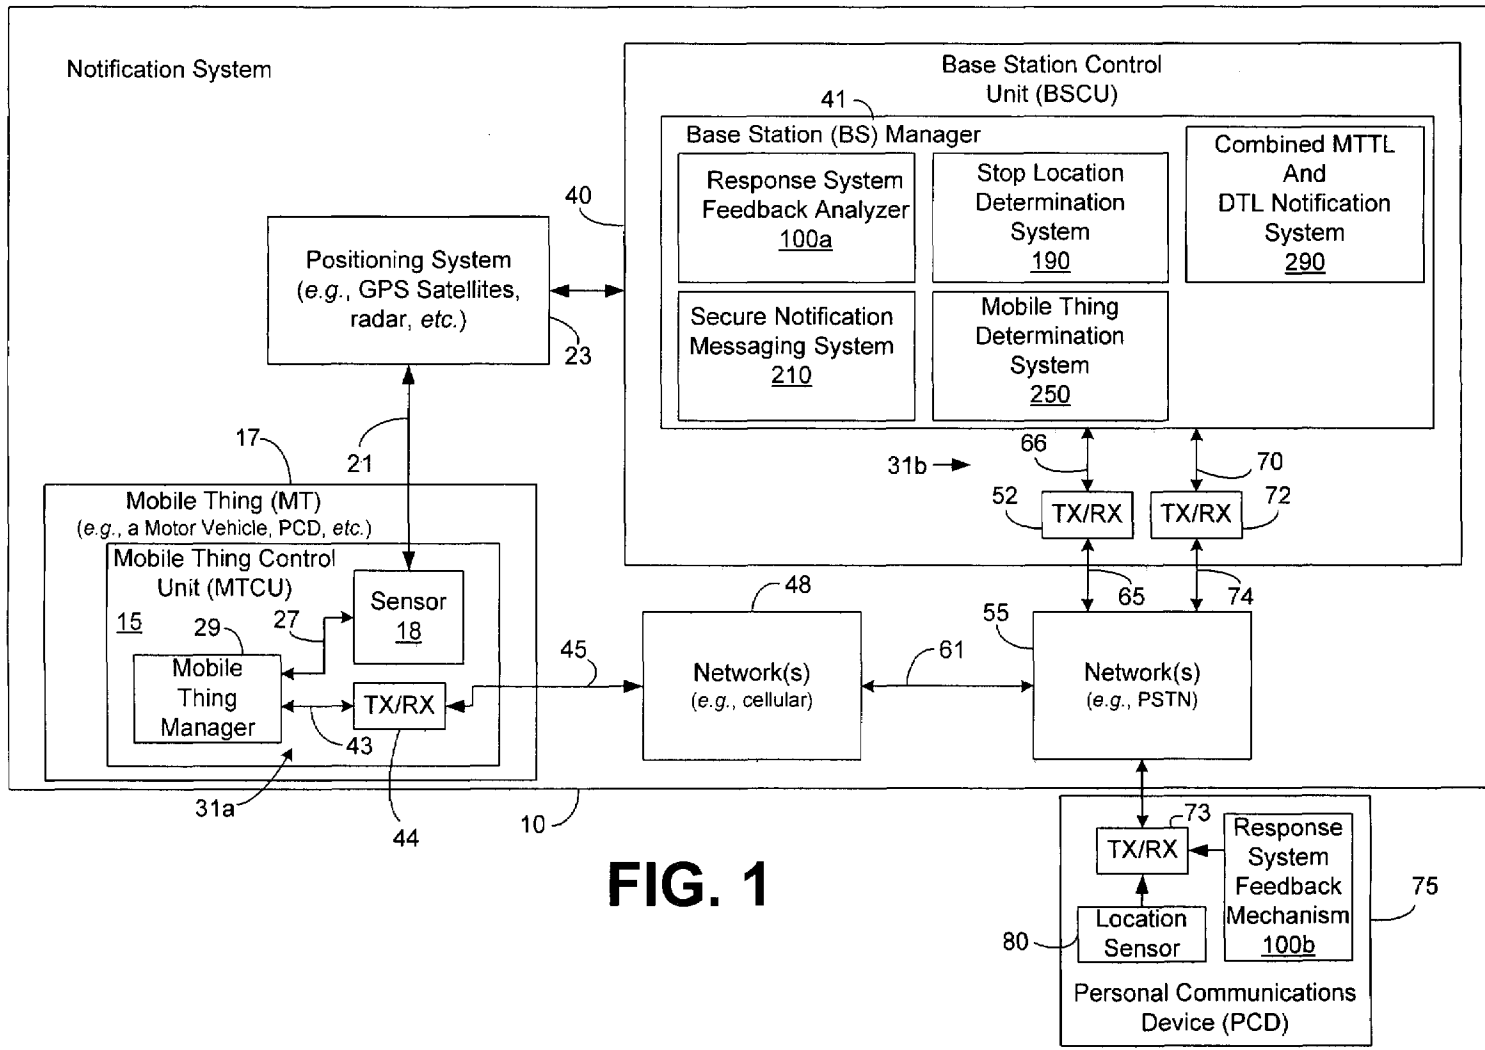 Notification System
Base Station Control
Unit (BSCU)
41
Base Station (BS) Manager
Response System
Feedback Analyzer
100a
Stop Location
Determination
System
190
Combined MTTL
And
DTL Notification
System
290
Secure Notification
Messaging System
210
Mobile Thing
Determination
System
250
40
Positioning System
(e.g., GPS Satellites,
radar, etc.)
23
21
17
66
70
31b
52
TX/RX
TX/RX
72
65
74
Mobile Thing (MT)
(e.g., a Motor Vehicle, PCD, etc.)
Mobile Thing Control
Unit (MTCU)
15
27
29
Sensor
18
Mobile
Thing
Manager
TX/RX
43
31a
44
45
48
Network(s)
(e.g., cellular)
61
55
Network(s)
(e.g., PSTN)
10
FIG. 1
73
TX/RX
Response
System
Feedback
Mechanism
100b
75
80
Location
Sensor
Personal Communications
Device (PCD)